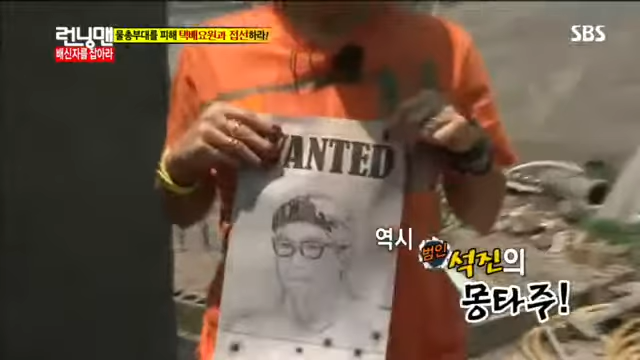 런닝맨
배신자를 잡아라
물총부대를 피해 택배요원과 접선하라!
SBS
WANTED
역시 범인 석진의
몽타주!